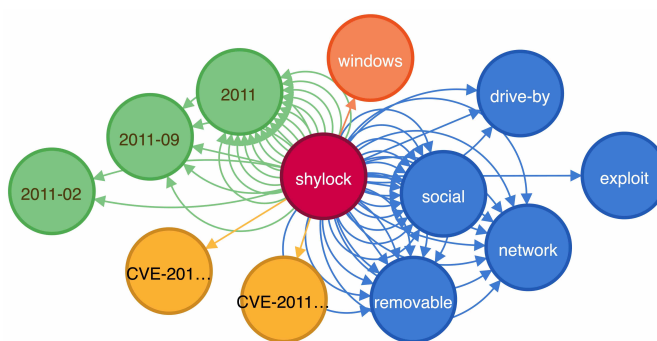 windows
2011
drive-by
2011-09
shylock
exploit
2011-02
social
network
CVE-201…
CVE-2011…
removable